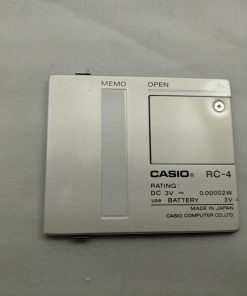 MEMO OPEN
CASIO® RC-4
RATING:
DC 3V ⎓ 0.00002W
use BATTERY 3V
MADE IN JAPAN
CASIO COMPUTER CO.,LTD.